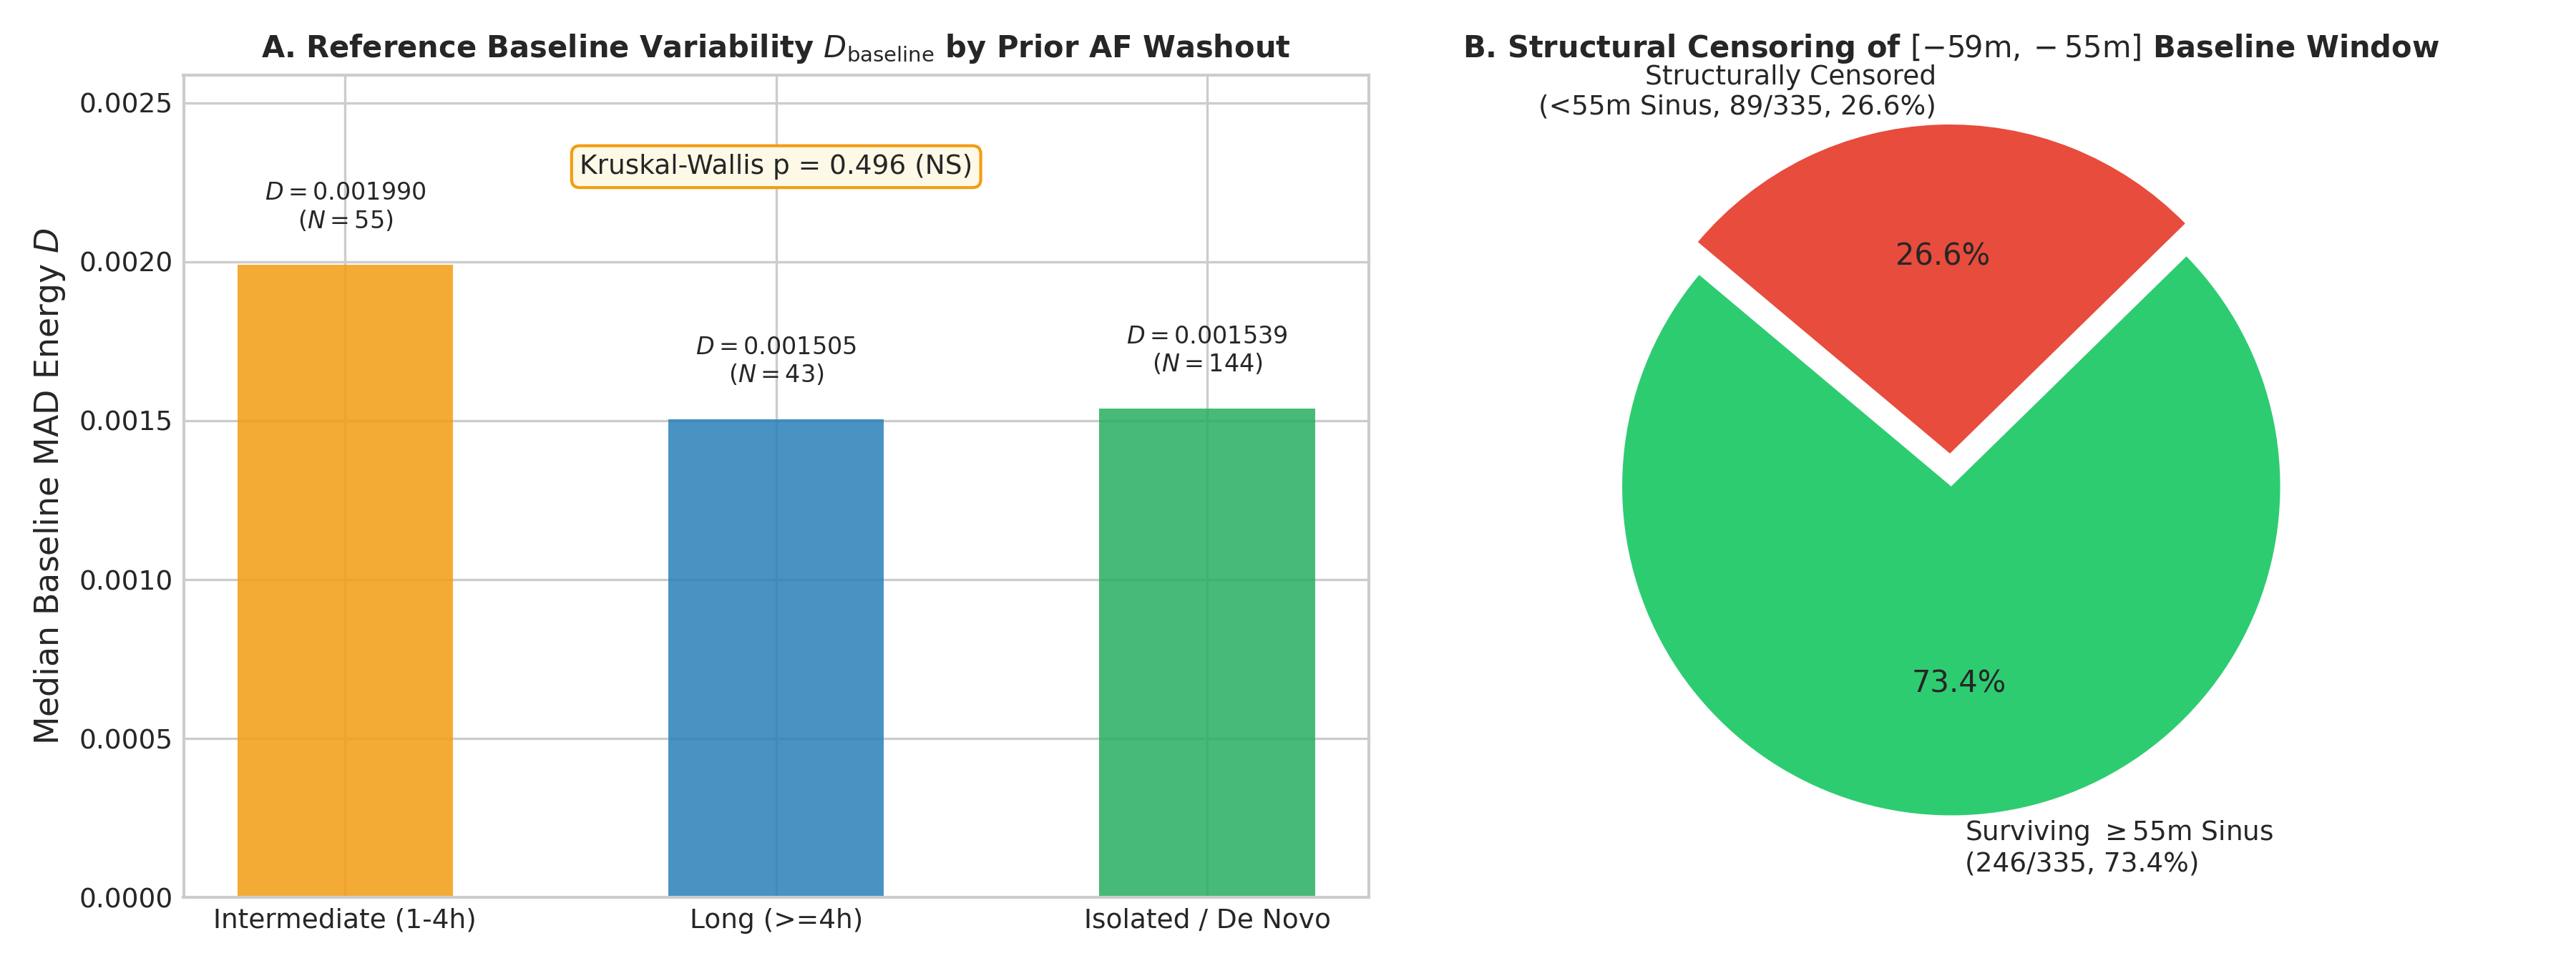 A. Reference Baseline Variability D_baseline by Prior AF Washout
Median Baseline MAD Energy D
0.0025
0.0020
0.0015
0.0010
0.0005
0.0000
Kruskal-Wallis p = 0.496 (NS)
D = 0.001990
(N = 55)
D = 0.001505
(N = 43)
D = 0.001539
(N = 144)
Intermediate (1-4h)
Long (>=4h)
Isolated / De Novo
B. Structural Censoring of [−59m, −55m] Baseline Window
Structurally Censored
(<55m Sinus, 89/335, 26.6%)
26.6%
73.4%
Surviving ≥55m Sinus
(246/335, 73.4%)